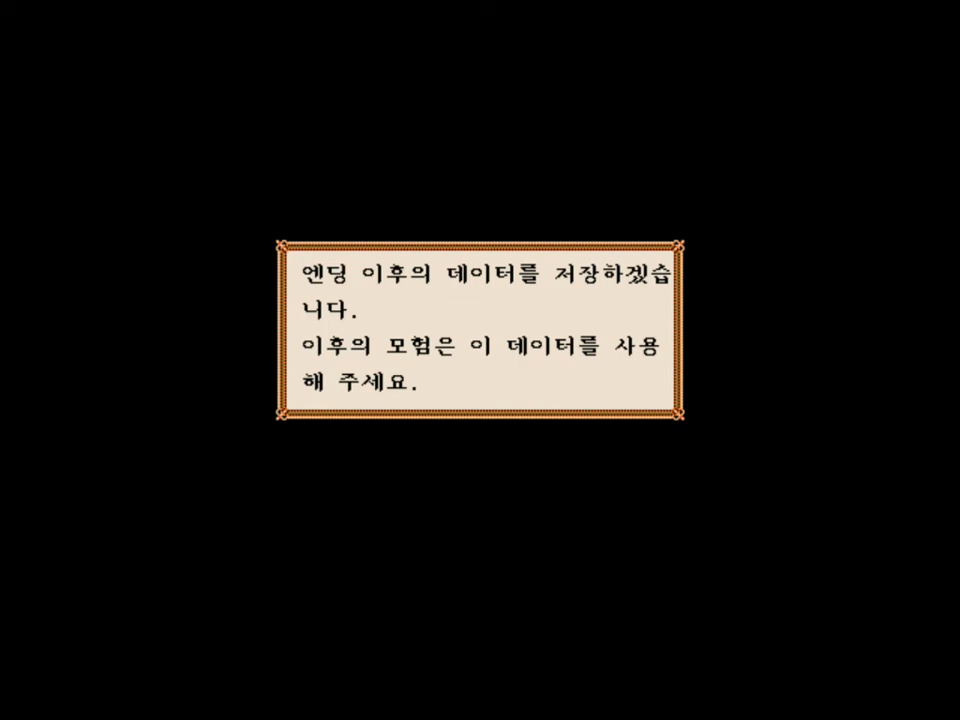 엔딩 이후의 데이터를 저장하겠습
니다.
이후의 모험은 이 데이터를 사용
해 주세요.